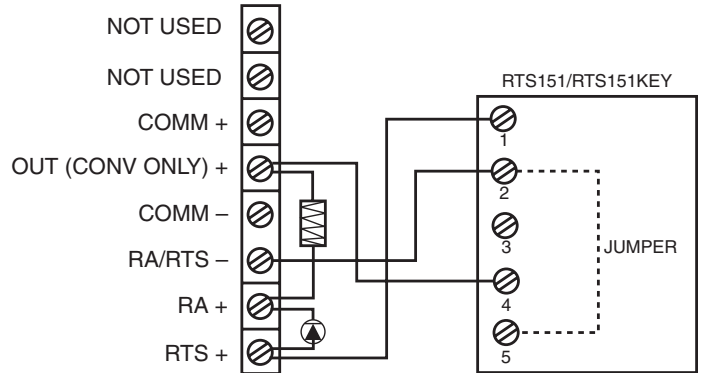 NOT USED
NOT USED
COMM +
OUT (CONV ONLY) +
COMM –
RA/RTS –
RA +
RTS +
RTS151/RTS151KEY
1
2
3
4
5
JUMPER